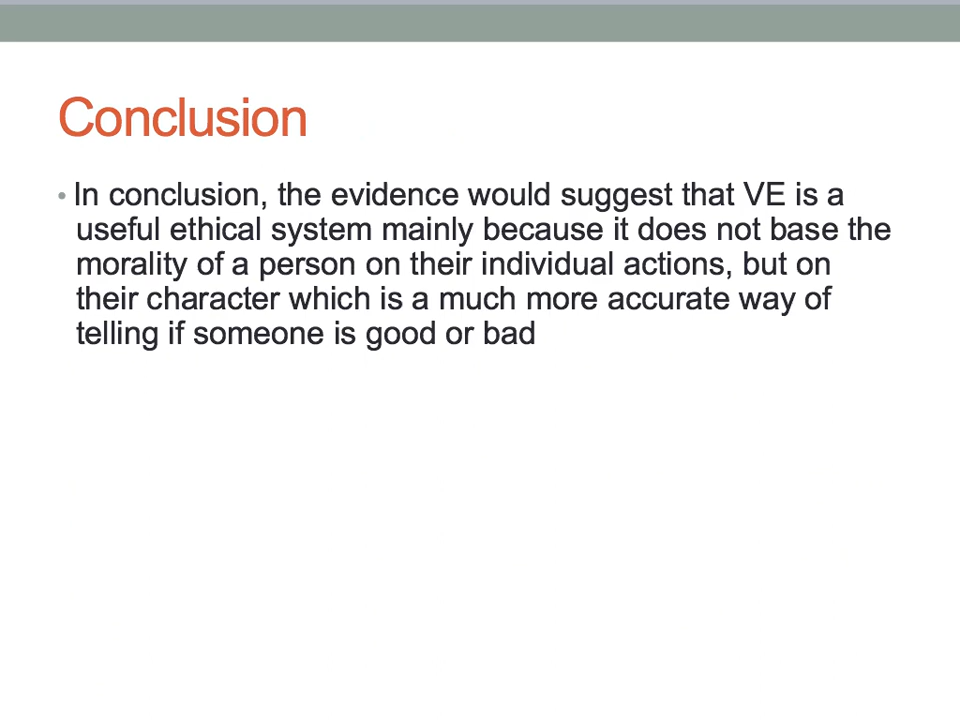 Conclusion
• In conclusion, the evidence would suggest that VE is a
useful ethical system mainly because it does not base the
morality of a person on their individual actions, but on
their character which is a much more accurate way of
telling if someone is good or bad